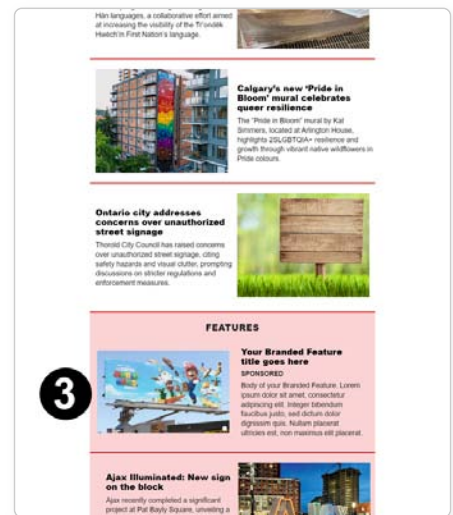 Hän languages, a collaborative effort aimed
at increasing the visibility of the Tr'ondëk
Hwëch'in First Nation's language.
Calgary's new 'Pride in
Bloom' mural celebrates
queer resilience
The "Pride in Bloom" mural by Kat
Simmers, located at Arlington House,
highlights 2SLGBTQIA+ resilience and
growth through vibrant native wildflowers in
Pride colours.
Ontario city addresses
concerns over unauthorized
street signage
Thorold City Council has raised concerns
over unauthorized street signage, citing
safety hazards and visual clutter, prompting
discussions on stricter regulations and
enforcement measures.
FEATURES
3
Your Branded Feature
title goes here
SPONSORED
Body of your Branded Feature. Lorem
ipsum dolor sit amet, consectetur
adipiscing elit. Integer bibendum
faucibus justo, sed dictum dolor
dignissim quis. Nullam placerat
ultricies est, non maximus elit placerat.
Ajax Illuminated: New sign
on the block
Ajax recently completed a significant
project at Pat Bayly Square, unveiling a